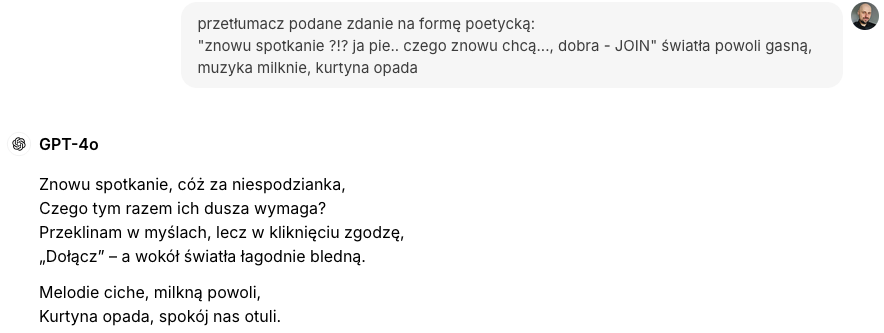 przetłumacz podane zdanie na formę poetycką:
"znowu spotkanie ?!? ja pie.. czego znowu chcą..., dobra - JOIN" światła powoli gasną,
muzyka milknie, kurtyna opada
GPT-4o
Znowu spotkanie, cóż za niespodzianka,
Czego tym razem ich dusza wymaga?
Przeklinam w myślach, lecz w kliknięciu zgodzę,
„Dołącz” – a wokół światła łagodnie bledną.
Melodie ciche, milkną powoli,
Kurtyna opada, spokój nas otuli.